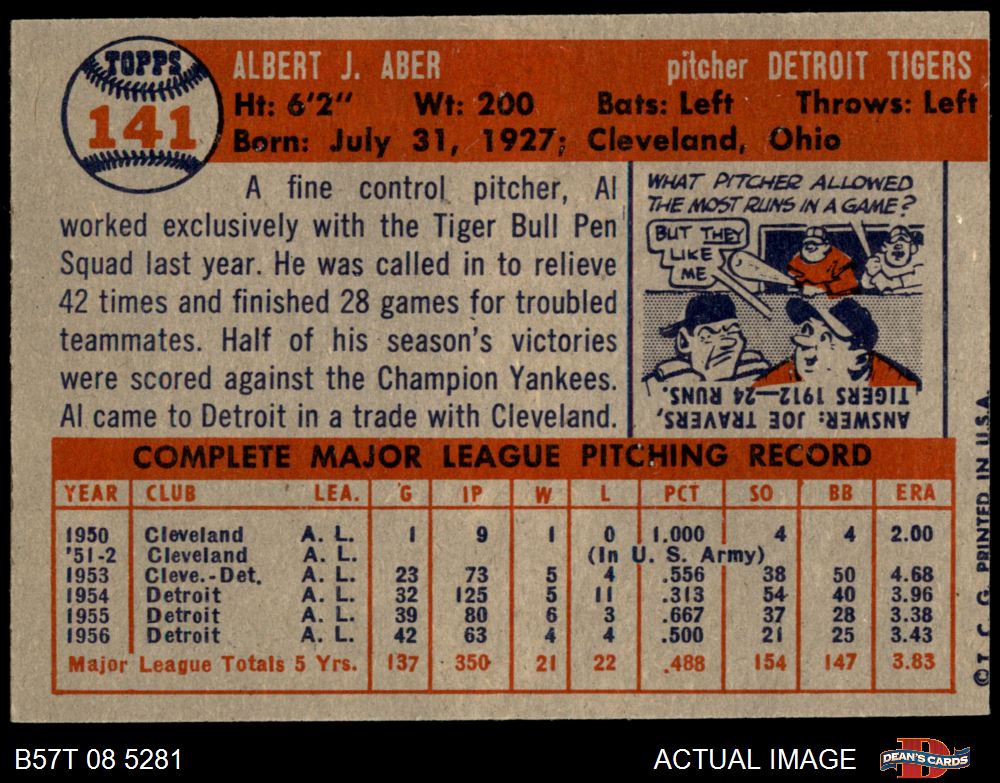 TOPPS
141
ALBERT J. ABER pitcher DETROIT TIGERS
Ht: 6'2" Wt: 200 Bats: Left Throws: Left
Born: July 31, 1927; Cleveland, Ohio
A fine control pitcher, Al
worked exclusively with the Tiger Bull Pen
Squad last year. He was called in to relieve
42 times and finished 28 games for troubled
teammates. Half of his season's victories
were scored against the Champion Yankees.
Al came to Detroit in a trade with Cleveland.
WHAT PITCHER ALLOWED
THE MOST RUNS IN A GAME?
BUT THEY
LIKE
ME
ANSWER: JOE TRAVERS,
TIGERS 1912—24 RUNS.
COMPLETE MAJOR LEAGUE PITCHING RECORD
YEAR CLUB LEA. G IP W L PCT SO BB ERA
1950 Cleveland A. L. 1 9 1 0 1.000 4 4 2.00
'51-2 Cleveland A. L. (In U. S. Army)
1953 Cleve.-Det. A. L. 23 73 5 4 .556 38 50 4.68
1954 Detroit A. L. 32 125 5 11 .313 54 40 3.96
1955 Detroit A. L. 39 80 6 3 .667 37 28 3.38
1956 Detroit A. L. 42 63 4 4 .500 21 25 3.43
Major League Totals 5 Yrs. 137 350 21 22 .488 154 147 3.83
©T. C. G. PRINTED IN U.S.A.
B57T 08 5281 ACTUAL IMAGE
D
DEAN'S CARDS